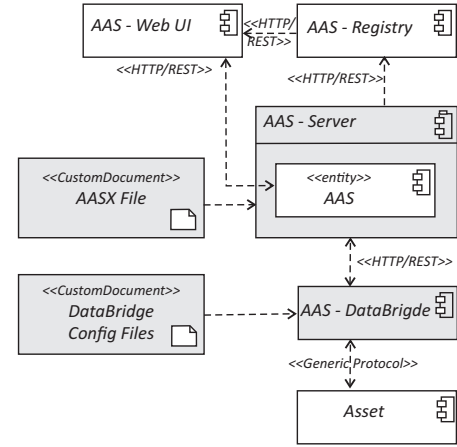 AAS - Web UI
<<HTTP/
REST>>
AAS - Registry
<<HTTP/REST>>
<<HTTP/REST>>
AAS - Server
<<CustomDocument>>
AASX File
<<entity>>
AAS
<<HTTP/REST>>
<<CustomDocument>>
DataBridge
Config Files
AAS - DataBrigde
<<Generic Protocol>>
Asset